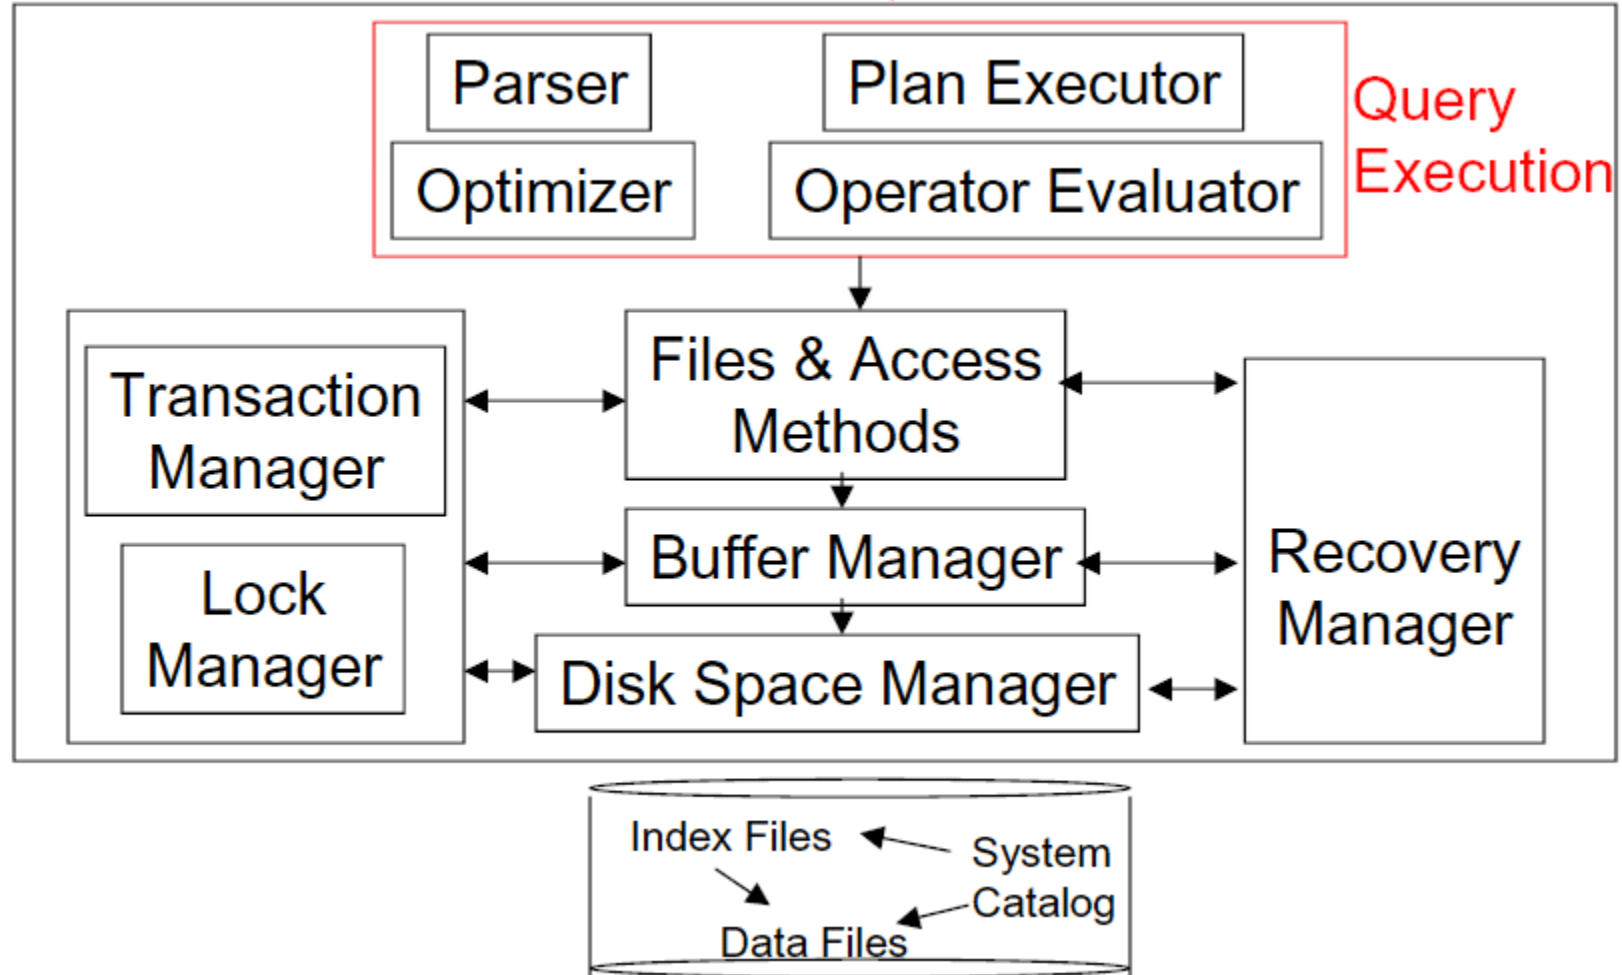 Parser
Plan Executor
Optimizer
Operator Evaluator
Query
Execution
Transaction
Manager
Lock
Manager
Files & Access
Methods
Buffer Manager
Disk Space Manager
Recovery
Manager
Index Files
System
Catalog
Data Files